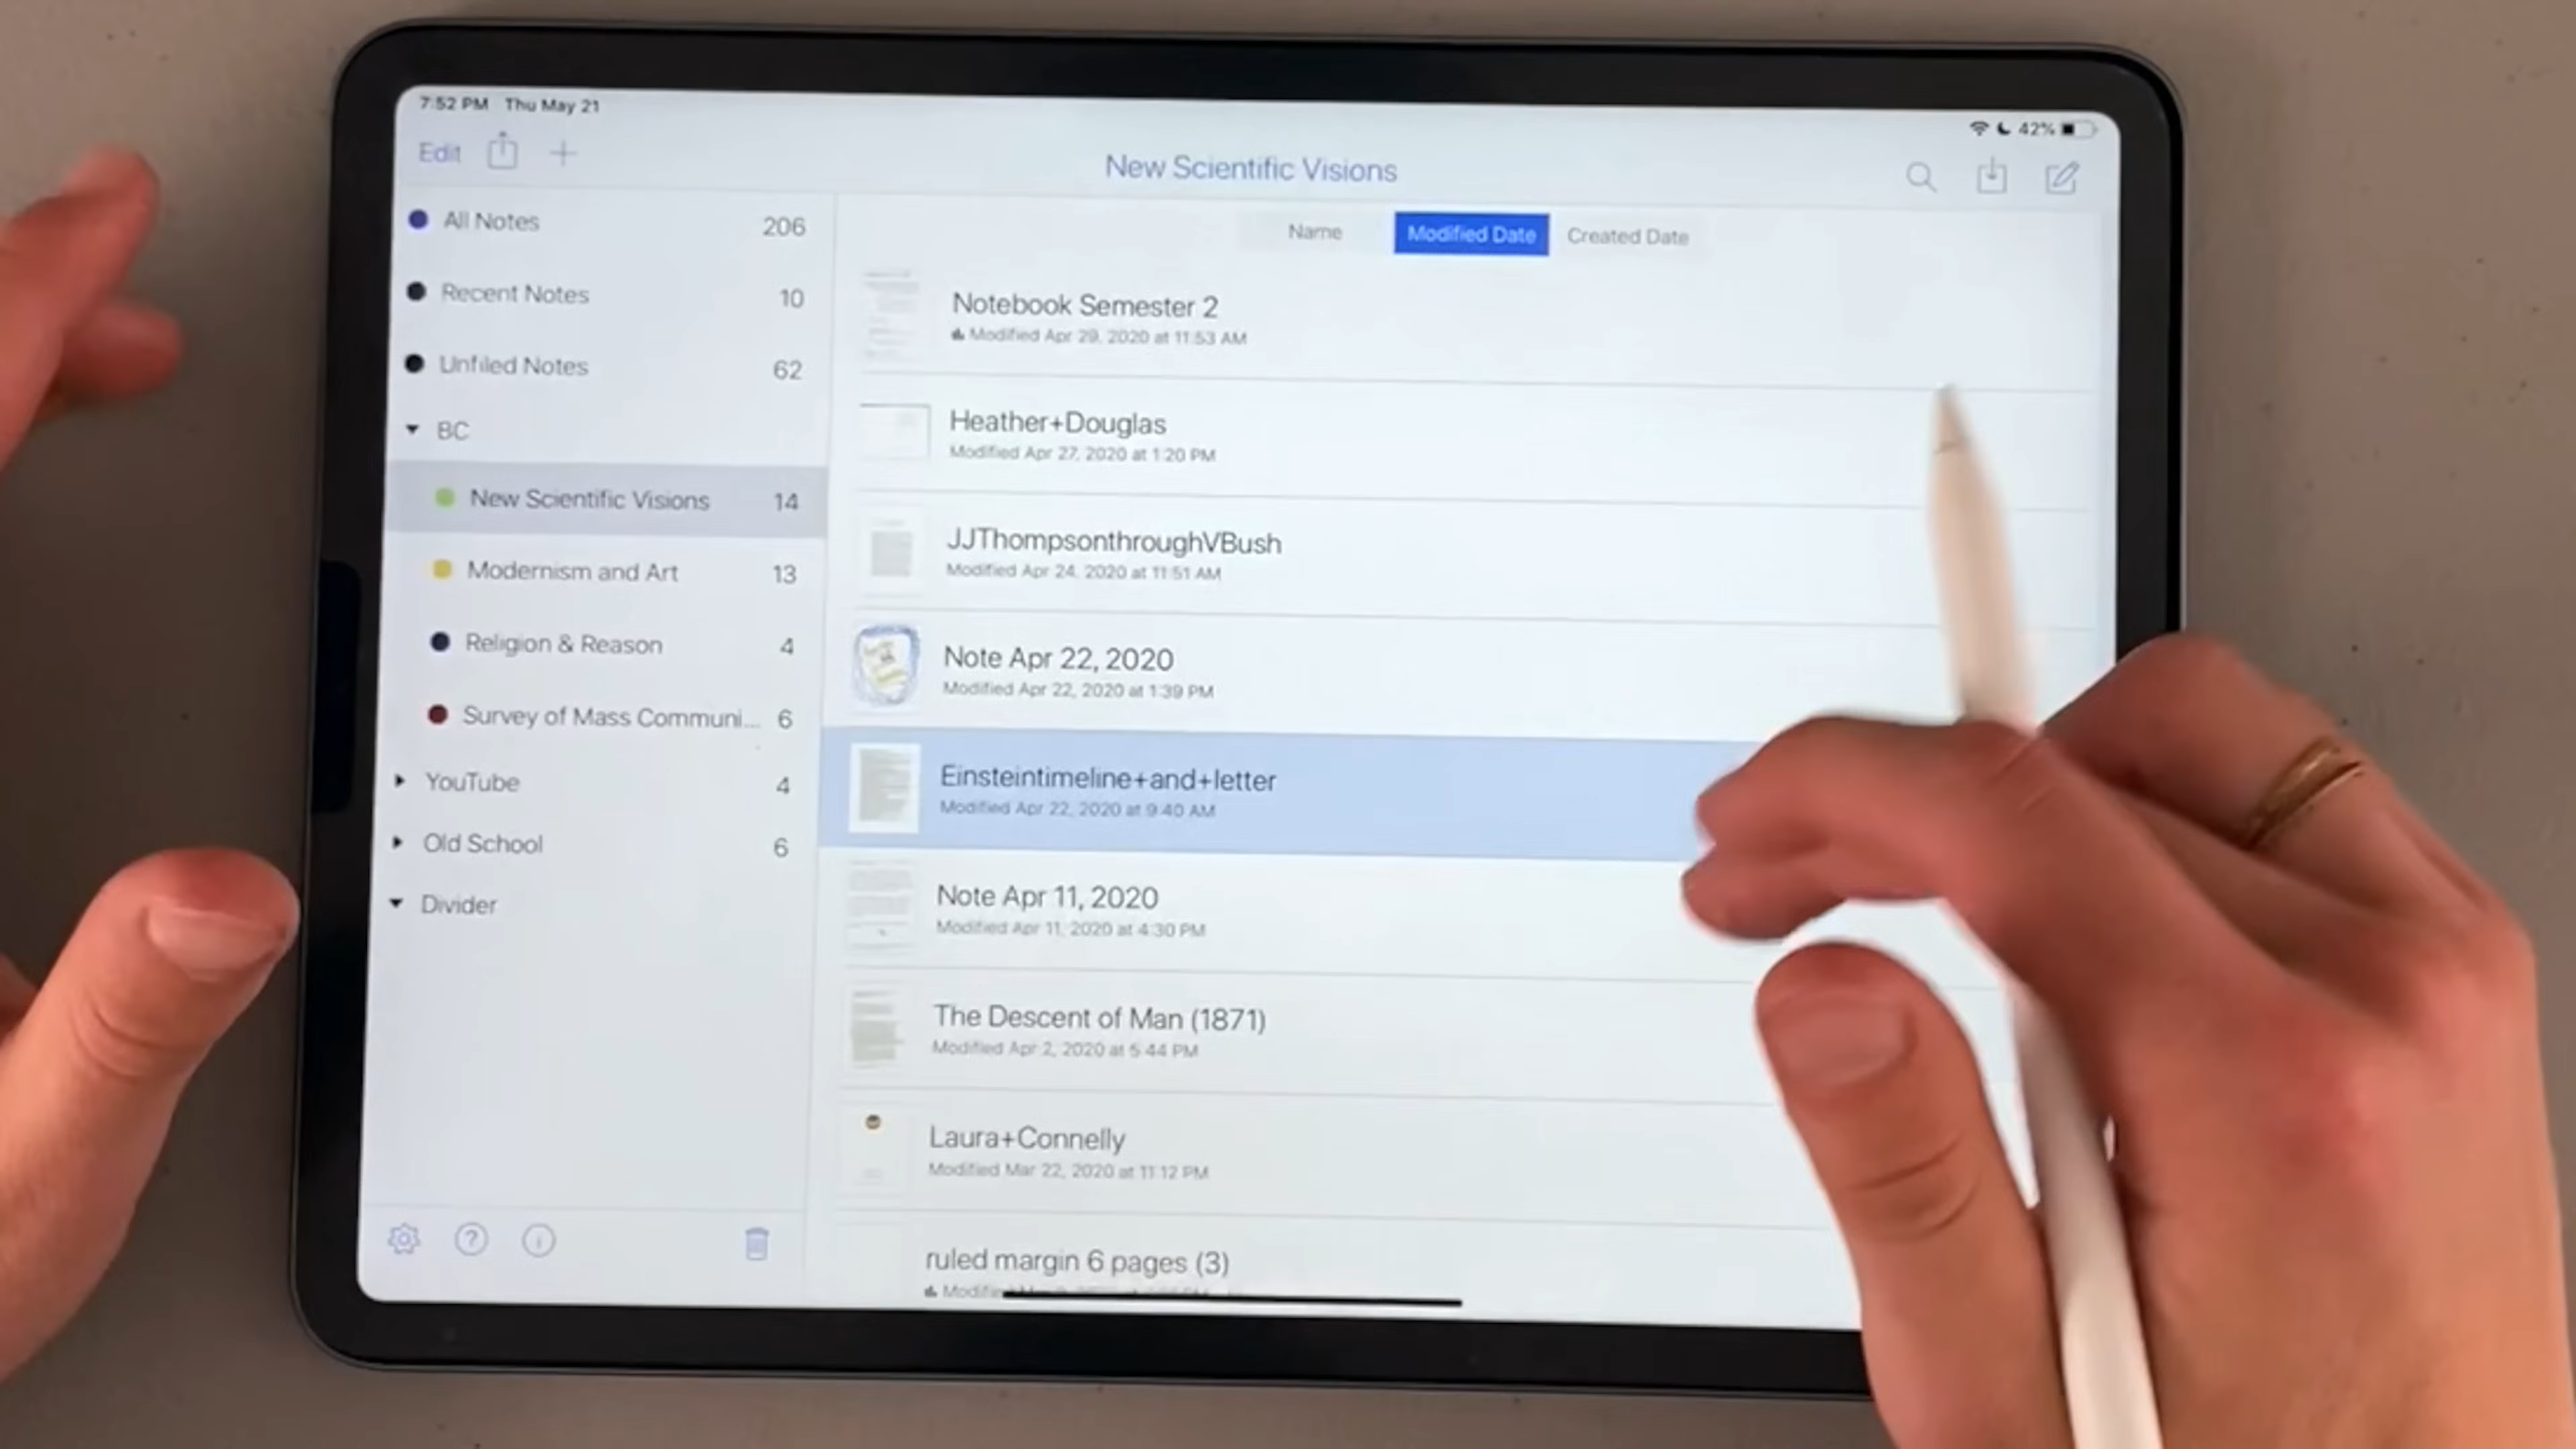 7:52 PM Thu May 21
42%
Edit
New Scientific Visions
All Notes 206
Recent Notes 10
Unfiled Notes 62
BC
New Scientific Visions 14
Modernism and Art 13
Religion & Reason 4
Survey of Mass Communi... 6
YouTube 4
Old School 6
Divider
Name Modified Date Created Date
Notebook Semester 2
Modified Apr 29, 2020 at 11:53 AM
Heather+Douglas
Modified Apr 27, 2020 at 1:20 PM
JJThompsonthroughVBush
Modified Apr 24, 2020 at 11:51 AM
Note Apr 22, 2020
Modified Apr 22, 2020 at 1:39 PM
Einsteintimeline+and+letter
Modified Apr 22, 2020 at 9:40 AM
Note Apr 11, 2020
Modified Apr 11, 2020 at 4:30 PM
The Descent of Man (1871)
Modified Apr 2, 2020 at 5:44 PM
Laura+Connelly
Modified Mar 22, 2020 at 11:12 PM
ruled margin 6 pages (3)